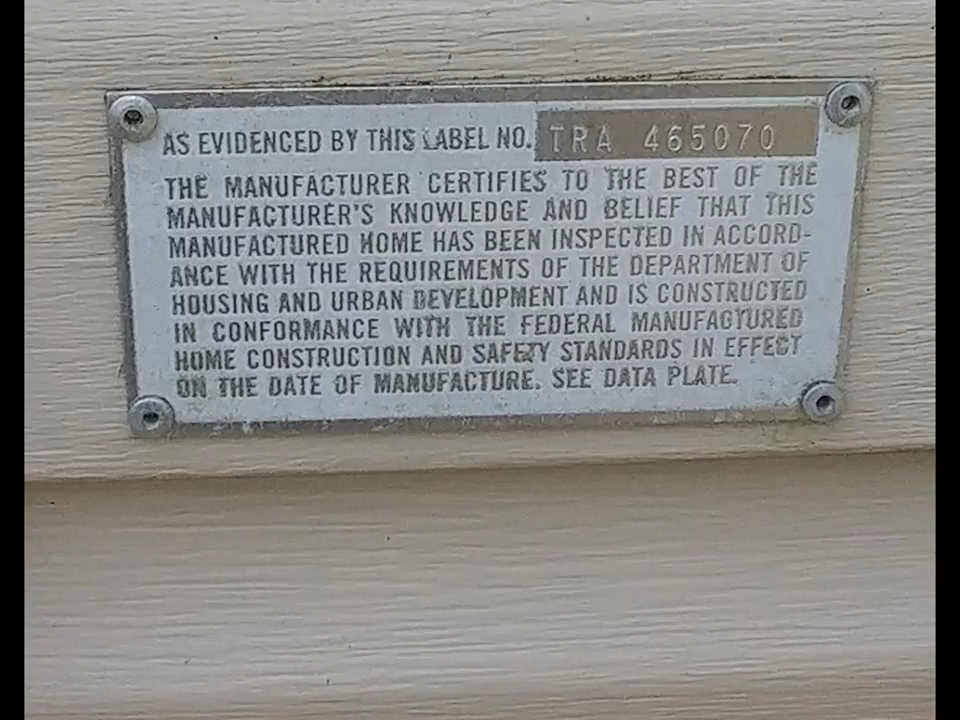 AS EVIDENCED BY THIS LABEL NO. TRA 465070
THE MANUFACTURER CERTIFIES TO THE BEST OF THE
MANUFACTURER'S KNOWLEDGE AND BELIEF THAT THIS
MANUFACTURED HOME HAS BEEN INSPECTED IN ACCORD-
ANCE WITH THE REQUIREMENTS OF THE DEPARTMENT OF
HOUSING AND URBAN DEVELOPMENT AND IS CONSTRUCTED
IN CONFORMANCE WITH THE FEDERAL MANUFACTURED
HOME CONSTRUCTION AND SAFETY STANDARDS IN EFFECT
ON THE DATE OF MANUFACTURE. SEE DATA PLATE.